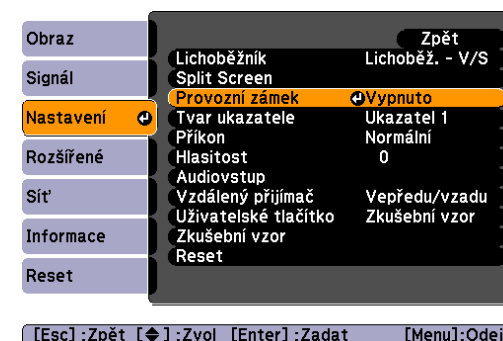 Obraz
Signál
Nastavení
Rozšířené
Síť
Informace
Reset
Zpět
Lichoběžník Lichoběž. - V/S
Split Screen
Provozní zámek Vypnuto
Tvar ukazatele Ukazatel 1
Příkon Normální
Hlasitost 0
Audiovstup
Vzdálený přijímač Vepředu/vzadu
Uživatelské tlačítko Zkušební vzor
Zkušební vzor
Reset
[Esc]:Zpět [◆]:Zvol [Enter]:Zadat [Menu]:Odej